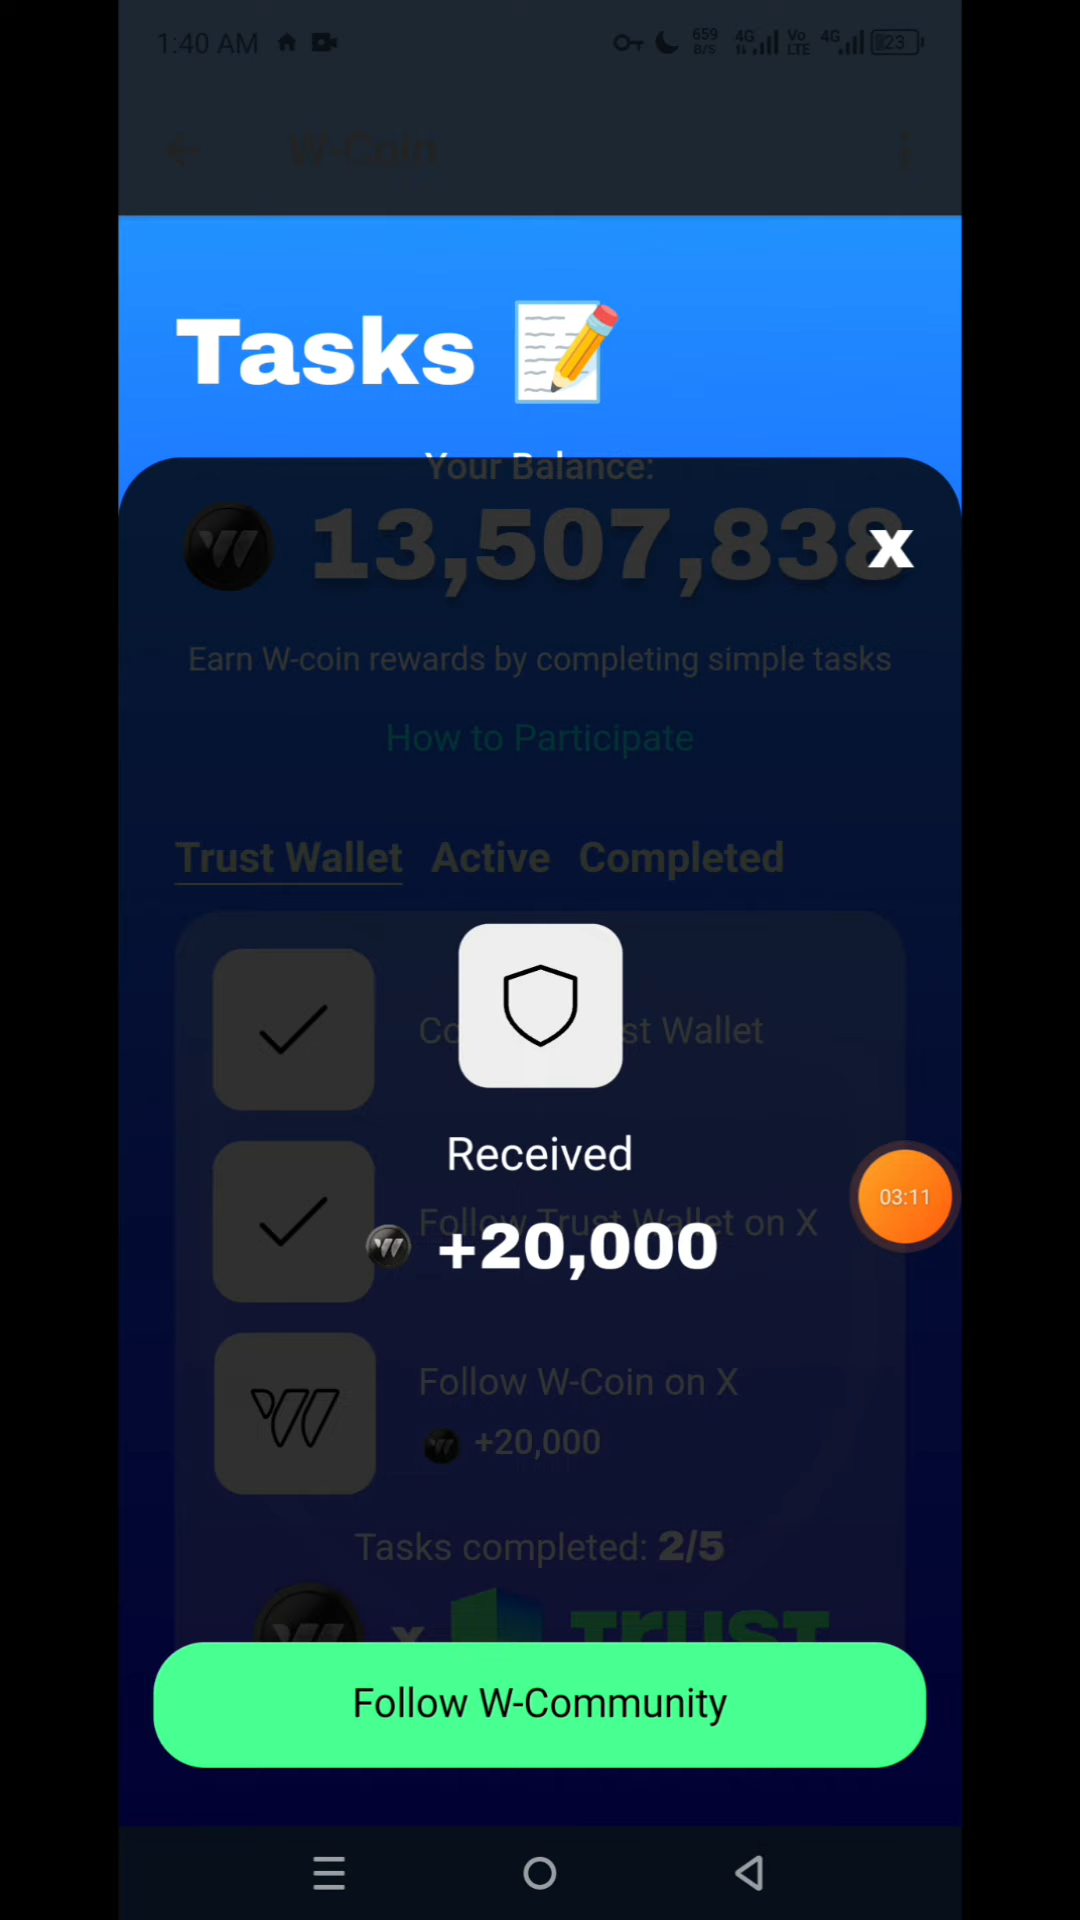 1:40 AM 659 B/S 4G Vo LTE 4G 23
W-Coin
Tasks
Your Balance:
13,507,838
X
Earn W-coin rewards by completing simple tasks
How to Participate
Trust Wallet Active Completed
st Wallet
Received
Follow Trust Wallet on X
03:11
+20,000
Follow W-Coin on X
+20,000
Tasks completed: 2/5
x TRUST
Follow W-Community